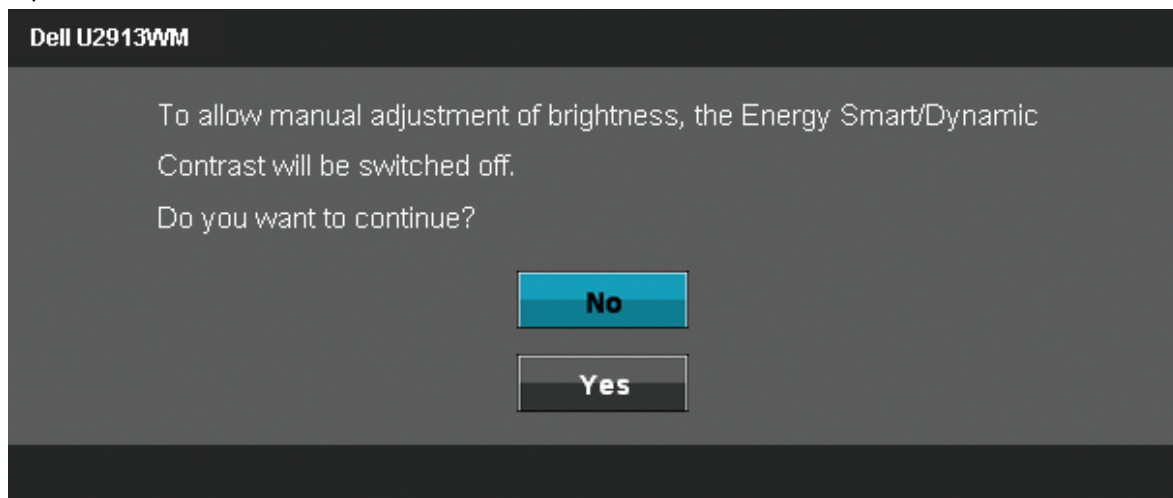 Dell U2913WM
To allow manual adjustment of brightness, the Energy Smart/Dynamic
Contrast will be switched off.
Do you want to continue?
No
Yes